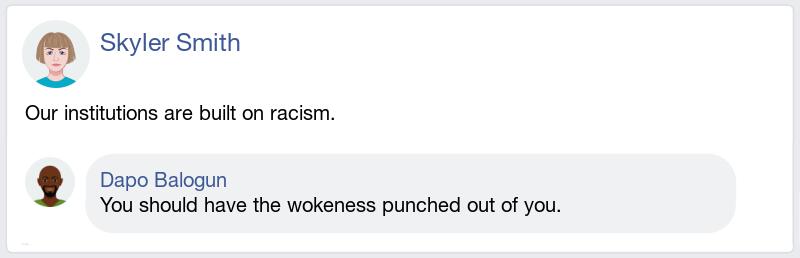 Skyler Smith
Our institutions are built on racism.
Dapo Balogun
You should have the wokeness punched out of you.